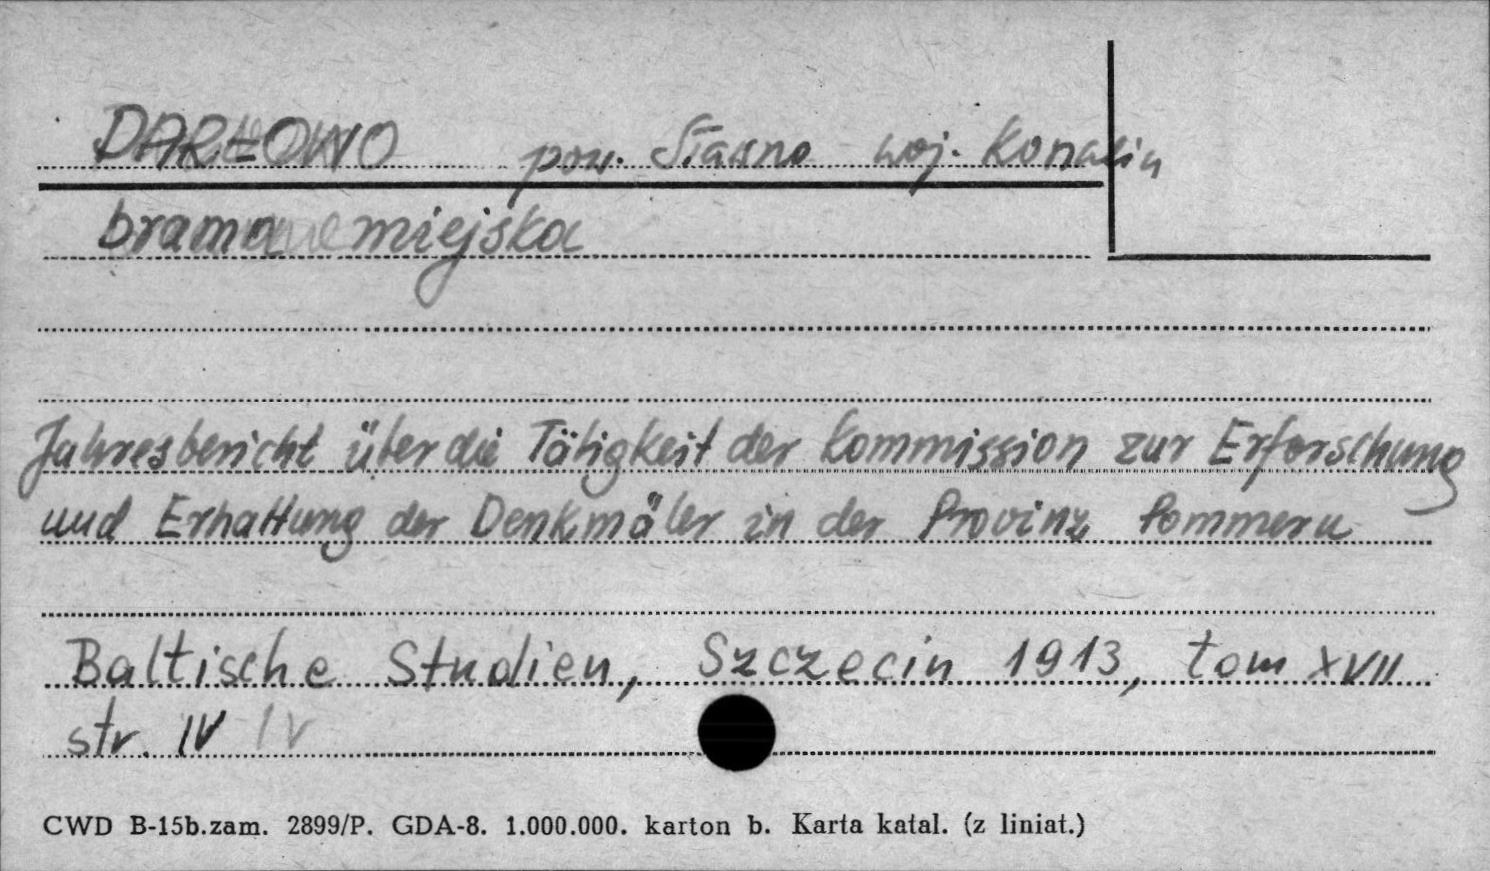 DARŁOWO pow. Sławno woj. Koszalin
brama miejska
Jahresbericht über die Tätigkeit der Kommission zur Erforschung
und Erhaltung der Denkmäler in der Provinz Pommern
Baltische Studien, Szczecin 1913, tom XVII
str. IV IV
CWD B-15b.zam. 2899/P. GDA-8. 1.000.000. karton b. Karta katal. (z liniat.)